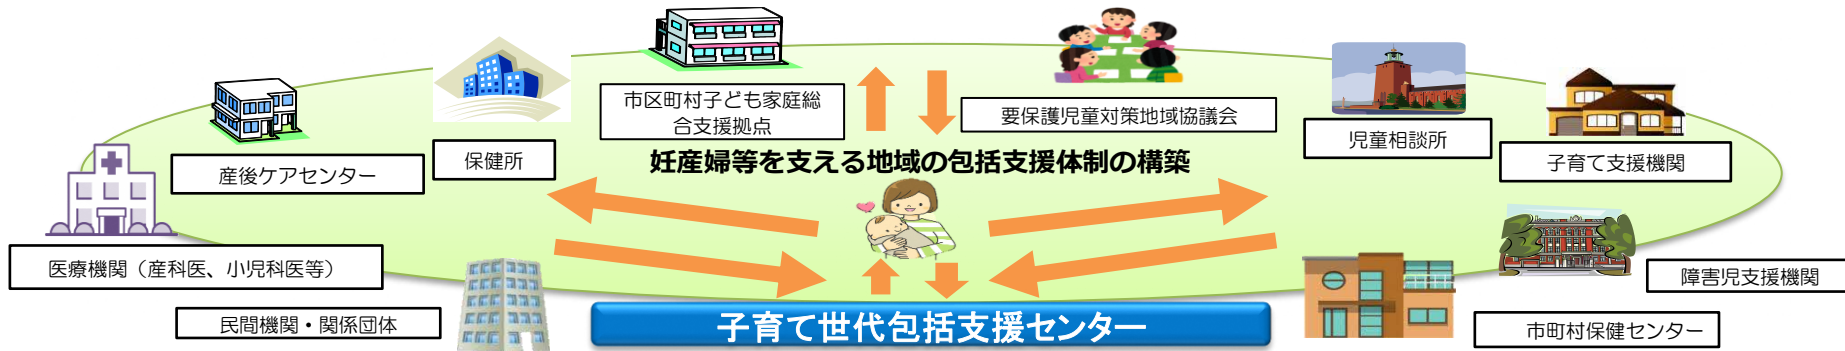 市区町村子ども家庭総
合支援拠点
要保護児童対策地域協議会
児童相談所
子育て支援機関
保健所
産後ケアセンター
妊産婦等を支える地域の包括支援体制の構築
医療機関（産科医、小児科医等）
障害児支援機関
民間機関・関係団体
子育て世代包括支援センター
市町村保健センター